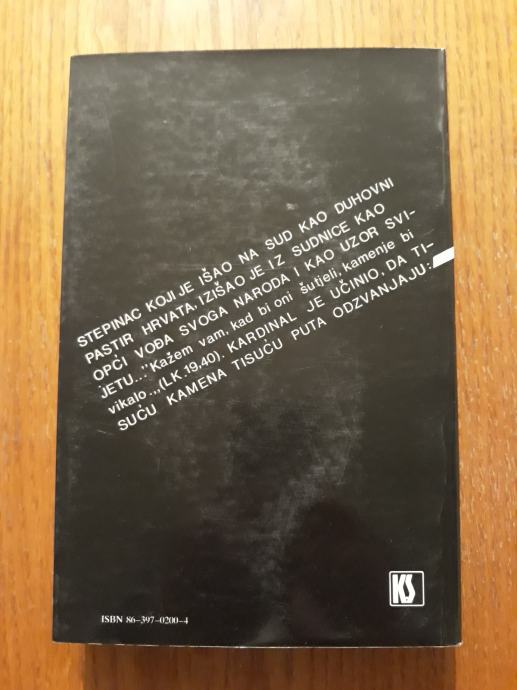 STEPINAC KOJI JE IŠAO NA SUD KAO DUHOVNI
PASTIR HRVATA, IZIŠAO JE IZ SUDNICE KAO
OPĆI VOĐA SVOGA NARODA I KAO UZOR SVI-
JETU..."Kažem vam, kad bi oni šutjeli, kamenje bi
vikalo.„(LK 19,40). KARDINAL JE UČINIO, DA TI-
SUĆU KAMENA TISUĆU PUTA ODZVANJAJU:
KS
ISBN 86-397-0200-4